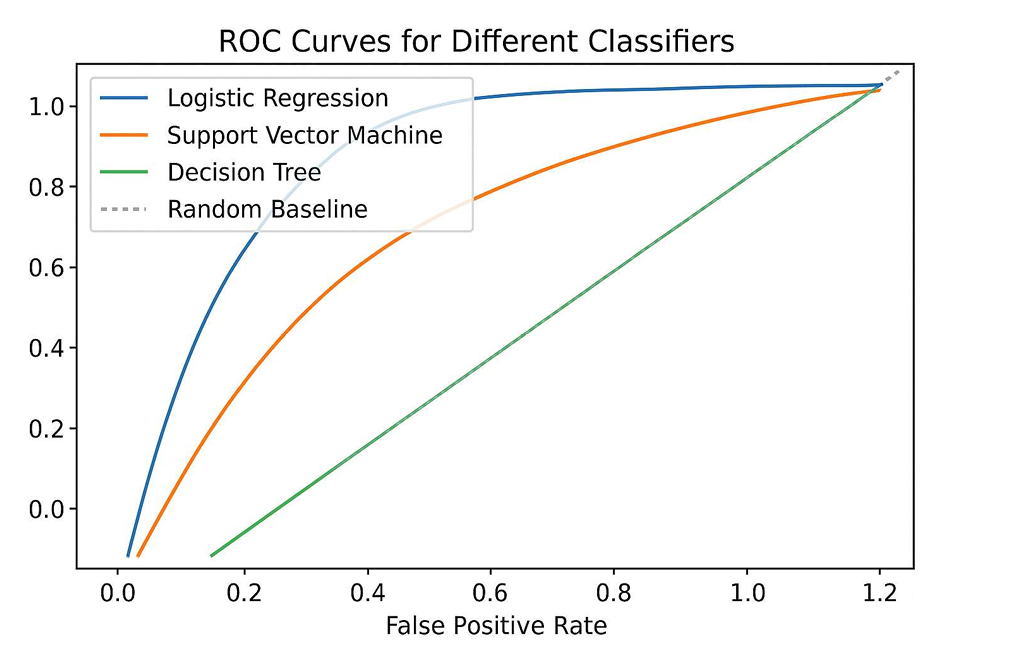 ROC Curves for Different Classifiers
Logistic Regression
Support Vector Machine
Decision Tree
Random Baseline
1.0
0.8
0.6
0.4
0.2
0.0
0.0 0.2 0.4 0.6 0.8 1.0 1.2
False Positive Rate